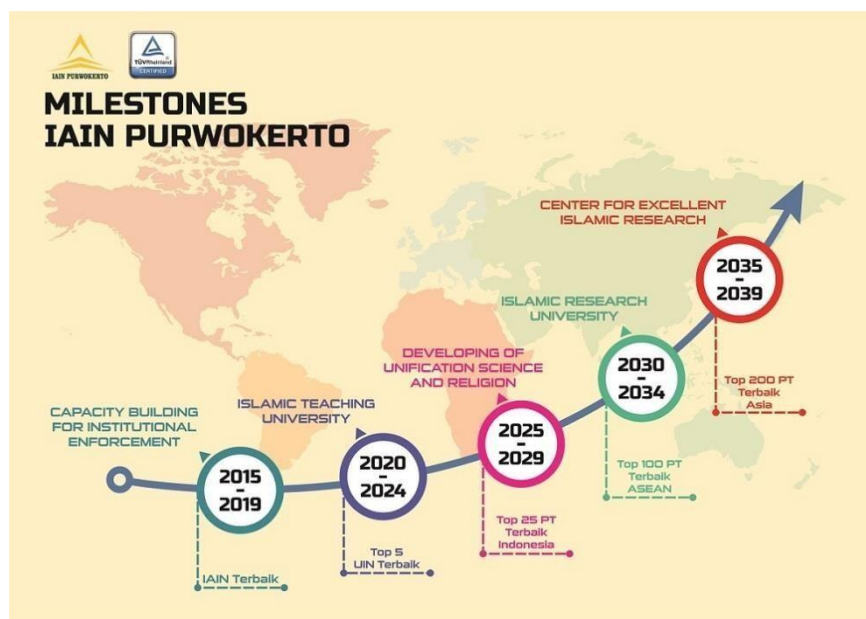 IAIN PURWOKERTO
TÜVRheinland
CERTIFIED
MILESTONES
IAIN PURWOKERTO
CAPACITY BUILDING
FOR INSTITUTIONAL
ENFORCEMENT
2015
-
2019
IAIN Terbaik
ISLAMIC TEACHING
UNIVERSITY
2020
-
2024
Top 5
UIN Terbaik
DEVELOPING OF
UNIFICATION SCIENCE
AND RELIGION
2025
-
2029
Top 25 PT
Terbaik
Indonesia
ISLAMIC RESEARCH
UNIVERSITY
2030
-
2034
Top 100 PT
Terbaik
ASEAN
CENTER FOR EXCELLENT
ISLAMIC RESEARCH
2035
-
2039
Top 200 PT
Terbaik
Asia